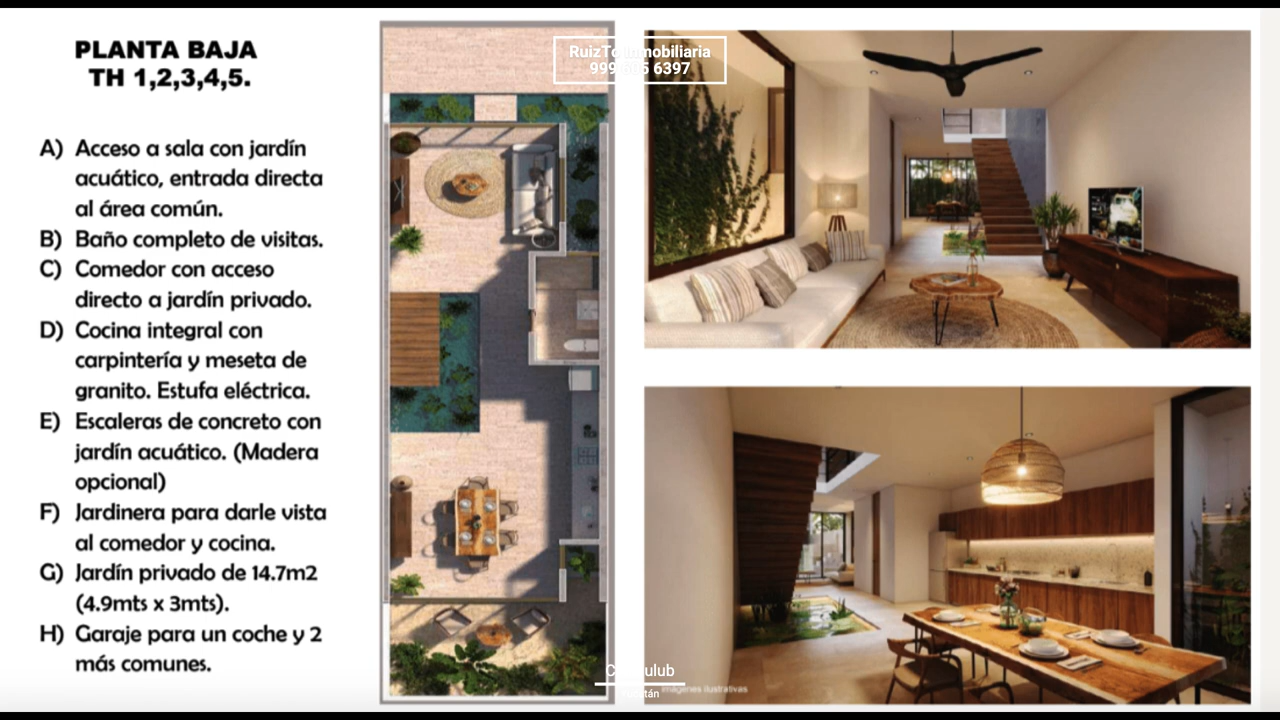 PLANTA BAJA
TH 1,2,3,4,5.
A) Acceso a sala con jardín
acuático, entrada directa
al área común.
B) Baño completo de visitas.
C) Comedor con acceso
directo a jardín privado.
D) Cocina integral con
carpintería y meseta de
granito. Estufa eléctrica.
E) Escaleras de concreto con
jardín acuático. (Madera
opcional)
F) Jardinera para darle vista
al comedor y cocina.
G) Jardín privado de 14.7m2
(4.9mts x 3mts).
H) Garaje para un coche y 2
más comunes.
RuizTo Inmobiliaria
6397
imágenes ilustrativas